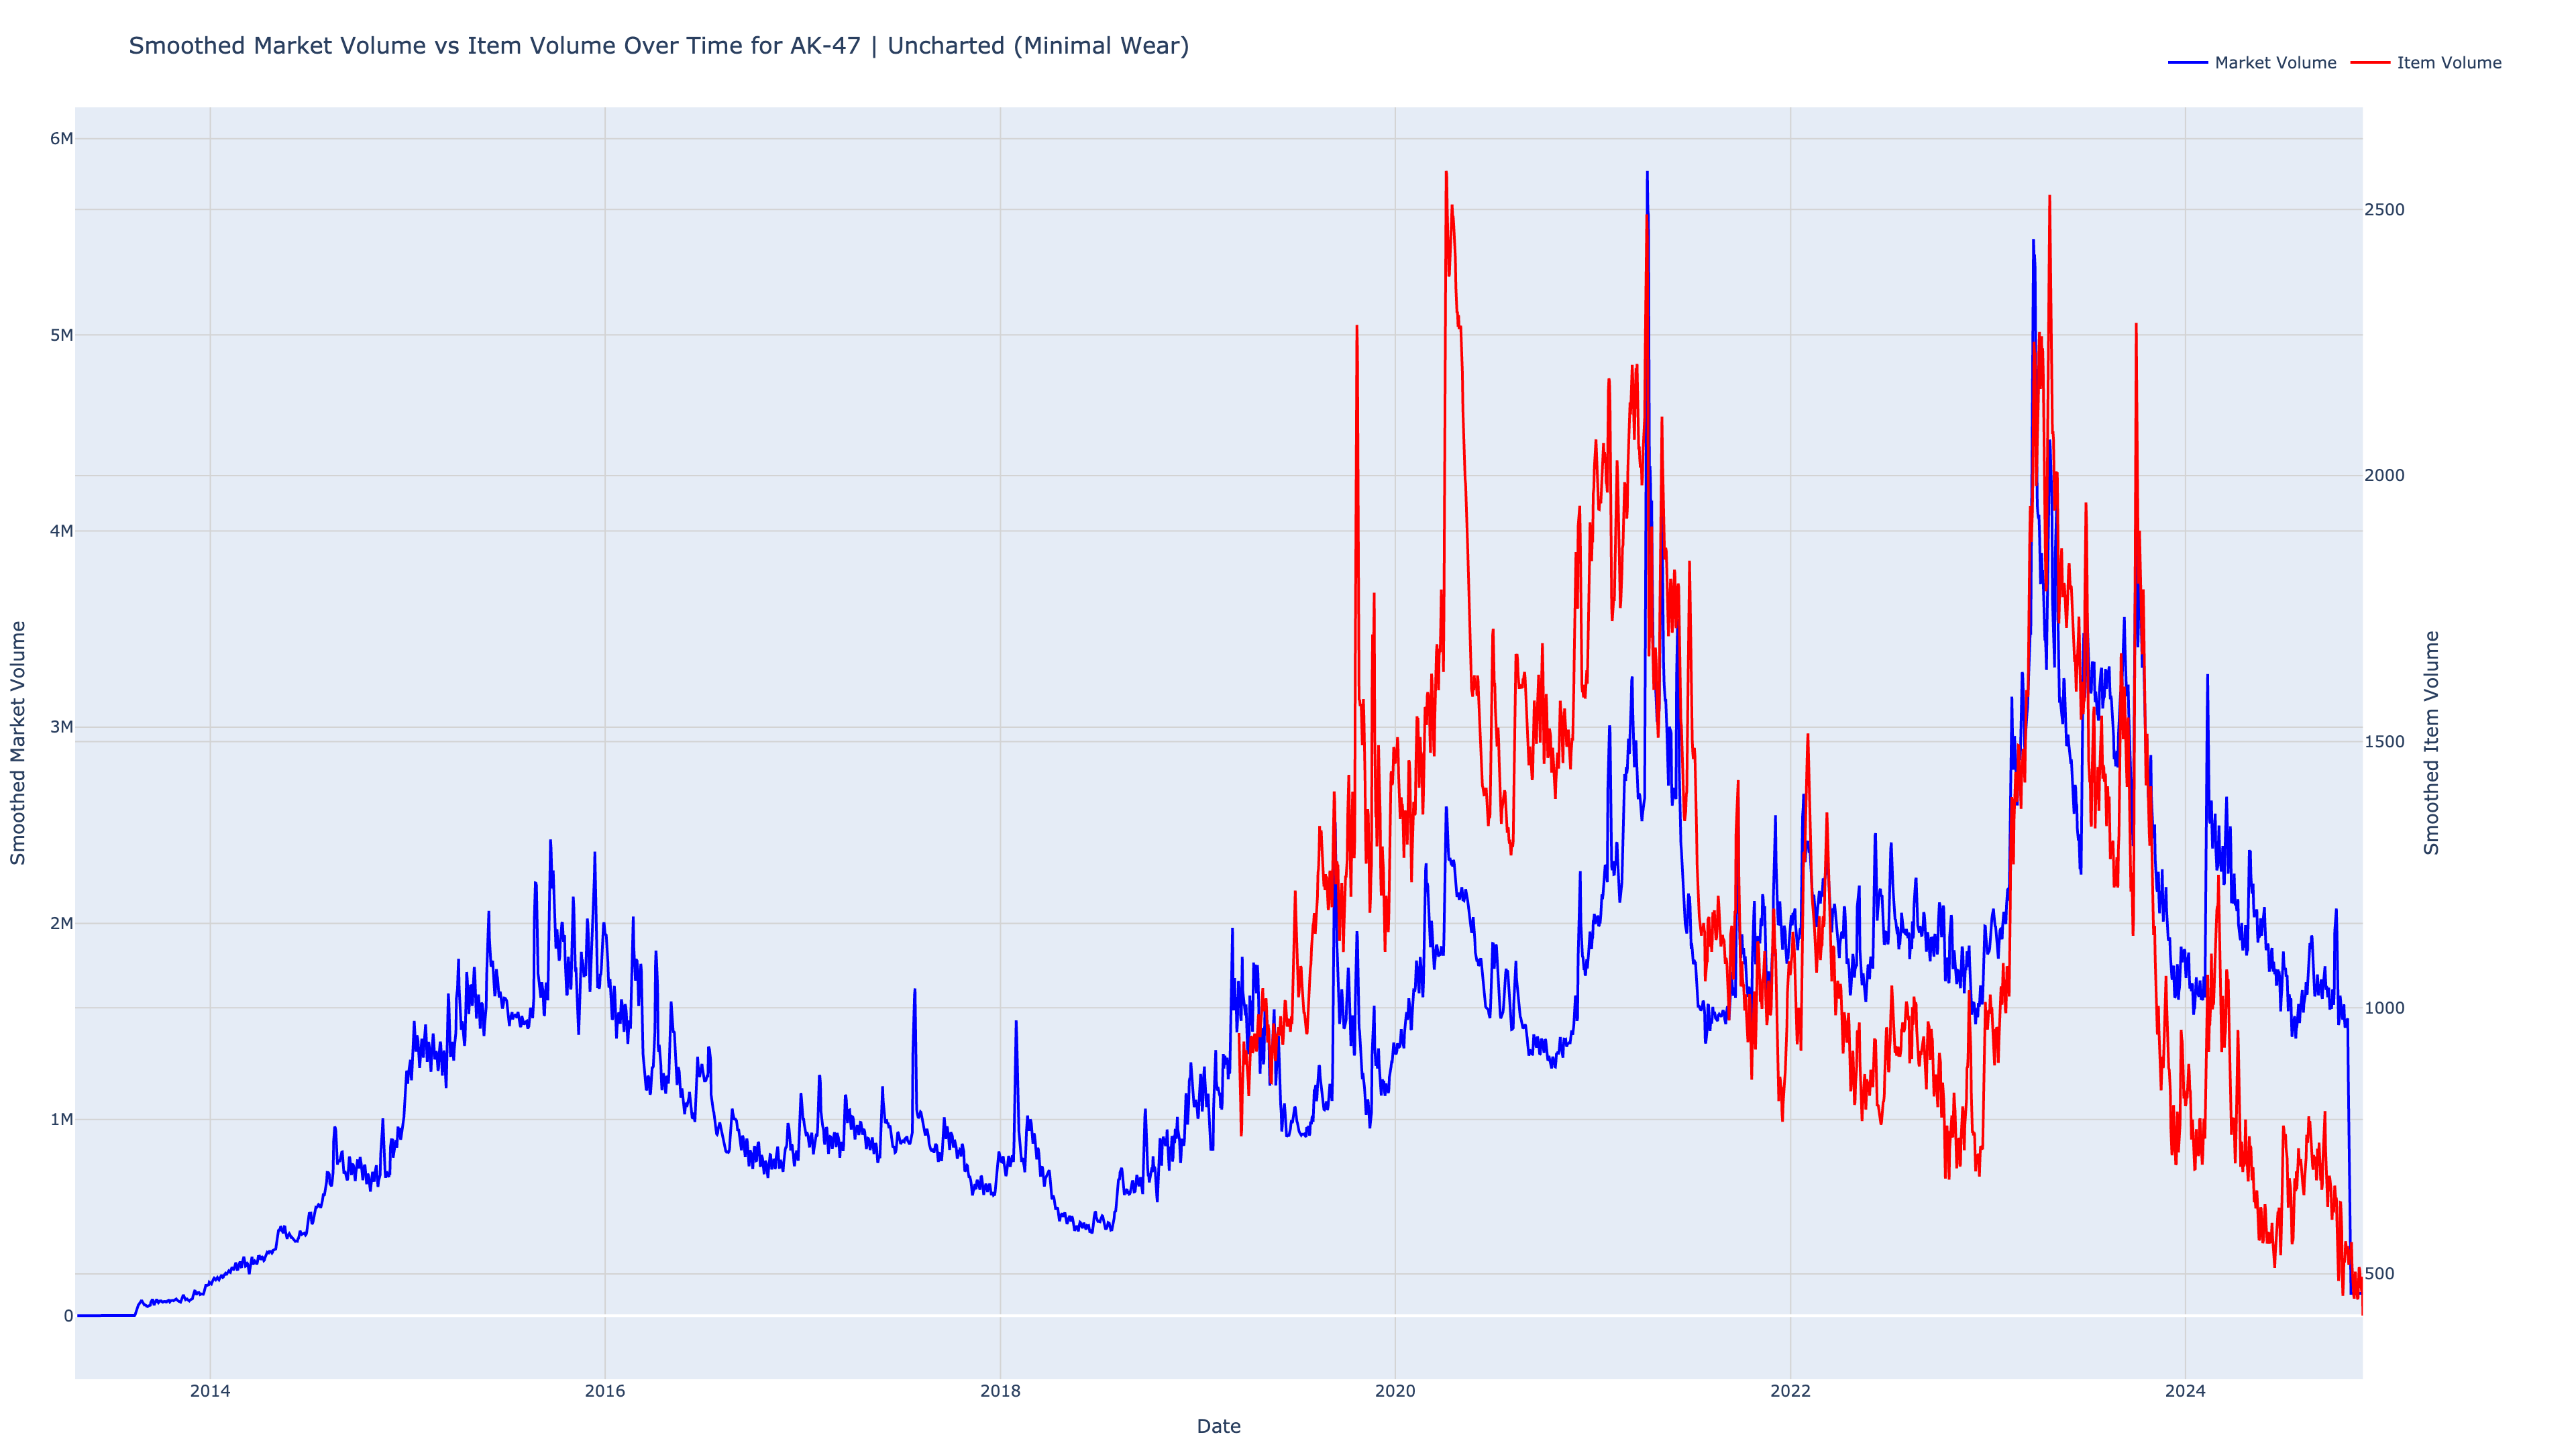 Smoothed Market Volume vs Item Volume Over Time for AK-47 | Uncharted (Minimal Wear)
Market Volume
Item Volume
6M
5M
4M
3M
2M
1M
0
2500
2000
1500
1000
500
Smoothed Market Volume
Smoothed Item Volume
2014
2016
2018
2020
2022
2024
Date